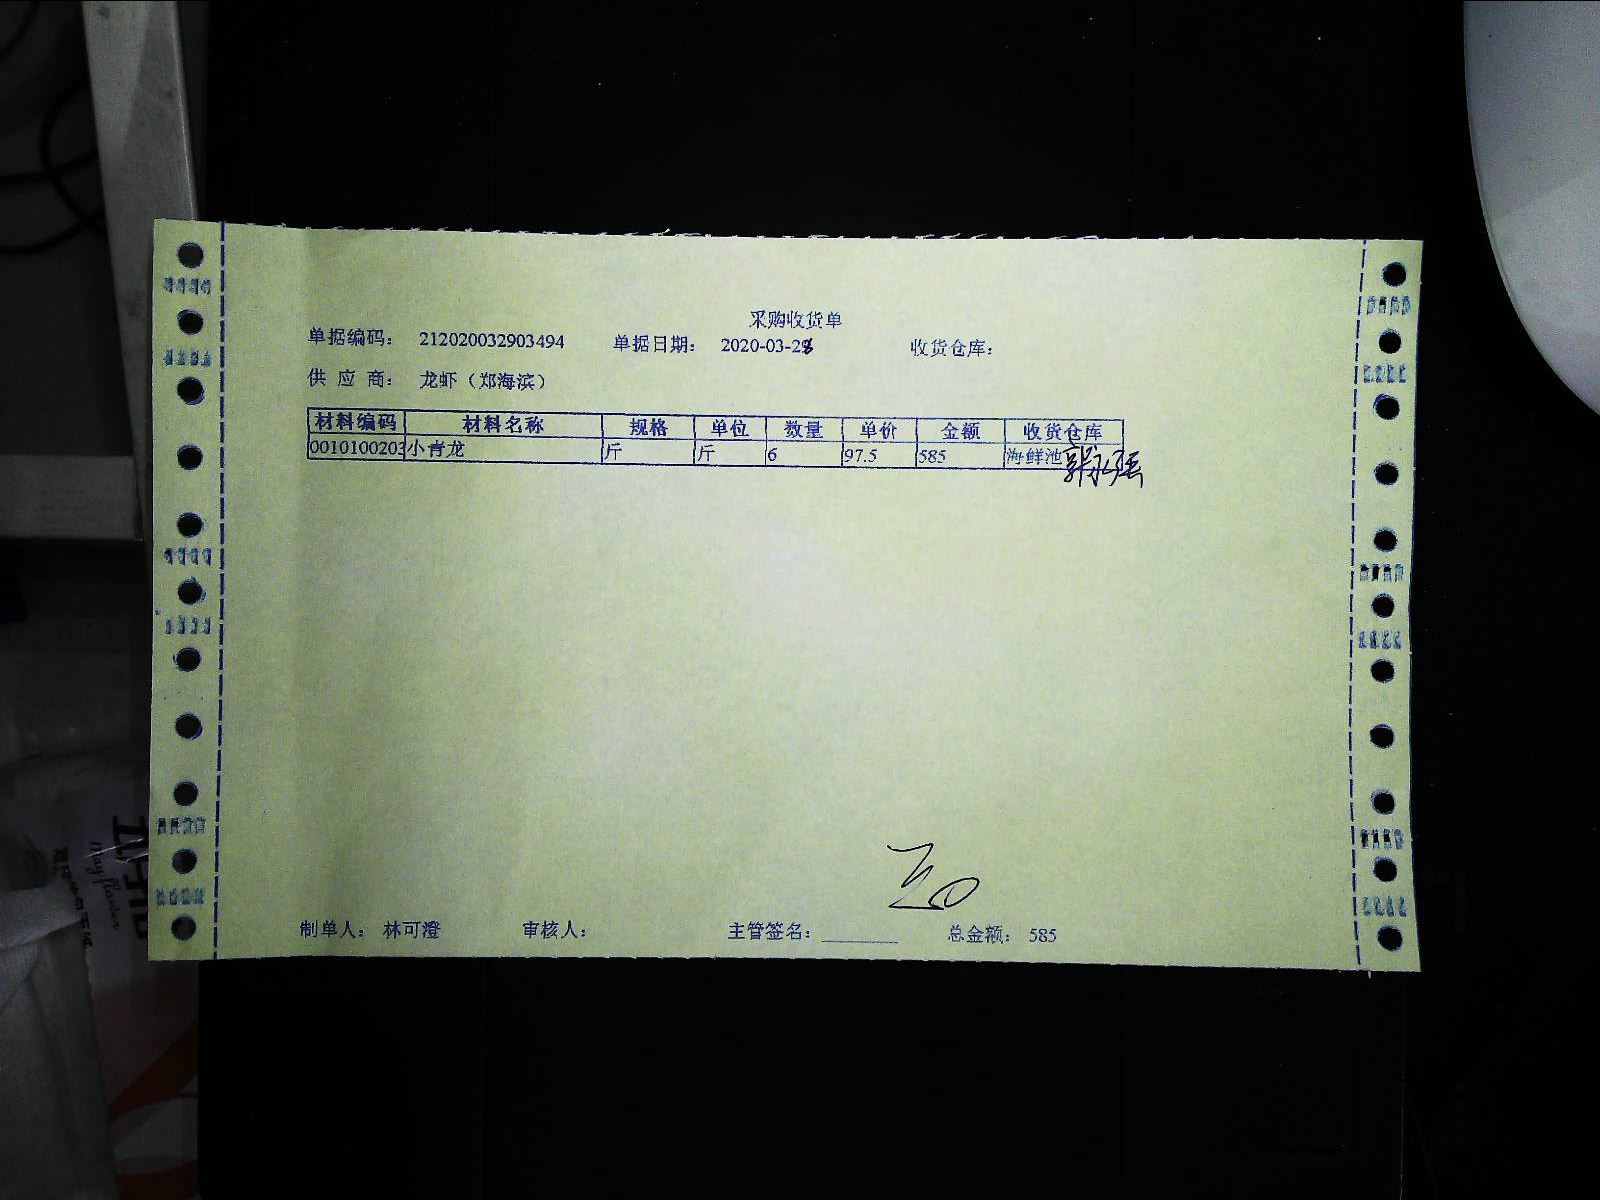 采购收货单
单据编码： 212020032903494 单据日期： 2020-03-28 收货仓库：
供 应 商： 龙虾（郑海滨）
材料编码 材料名称 规格 单位 数量 单价 金额 收货仓库
0010100203 小青龙 斤 斤 6 97.5 585 海鲜池
郭永强
制单人： 林可澄 审核人： 主管签名： 总金额： 585